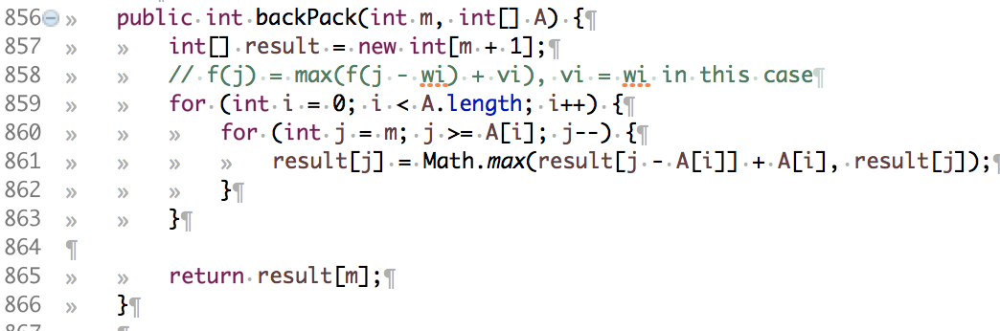 856 public int backPack(int m, int[] A) {
857 int[] result = new int[m + 1];
858 // f(j) = max(f(j - wi) + vi), vi = wi in this case
859 for (int i = 0; i < A.length; i++) {
860 for (int j = m; j >= A[i]; j--) {
861 result[j] = Math.max(result[j - A[i]] + A[i], result[j]);
862 }
863 }
864
865 return result[m];
866 }